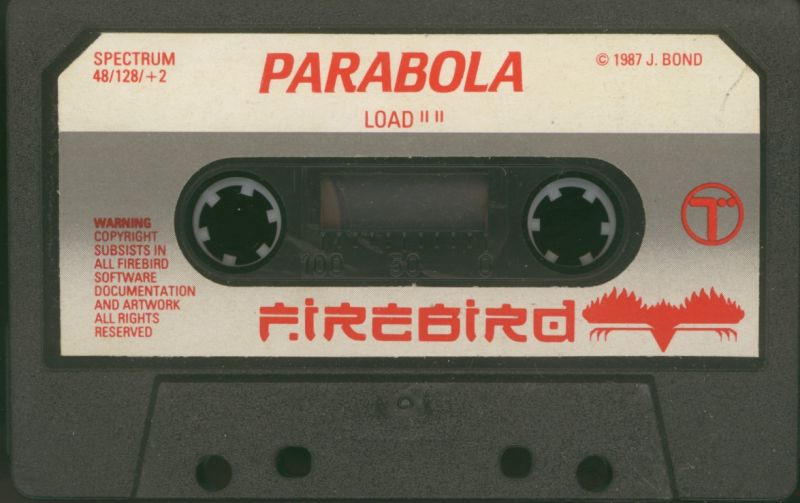 SPECTRUM
48/128/+2
PARABOLA
LOAD " "
© 1987 J. BOND
WARNING
COPYRIGHT
SUBSISTS IN
ALL FIREBIRD
SOFTWARE
DOCUMENTATION
AND ARTWORK
ALL RIGHTS
RESERVED
100 50 0
T
FIREBIRD